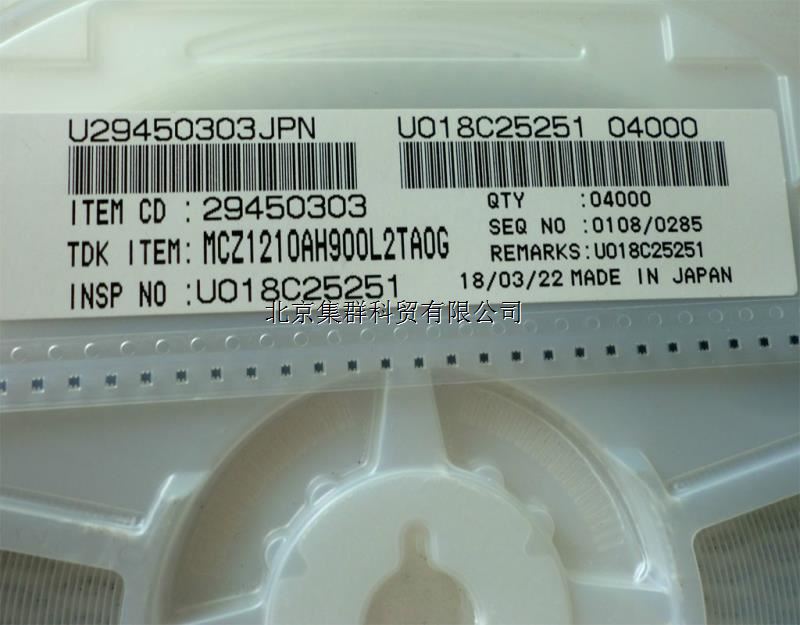 U29450303JPN
U018C25251 04000
ITEM CD : 29450303
TDK ITEM: MCZ1210AH900L2TA0G
INSP NO :U018C25251
QTY :04000
SEQ NO :0108/0285
REMARKS:U018C25251
18/03/22 MADE IN JAPAN
北京集群科贸有限公司